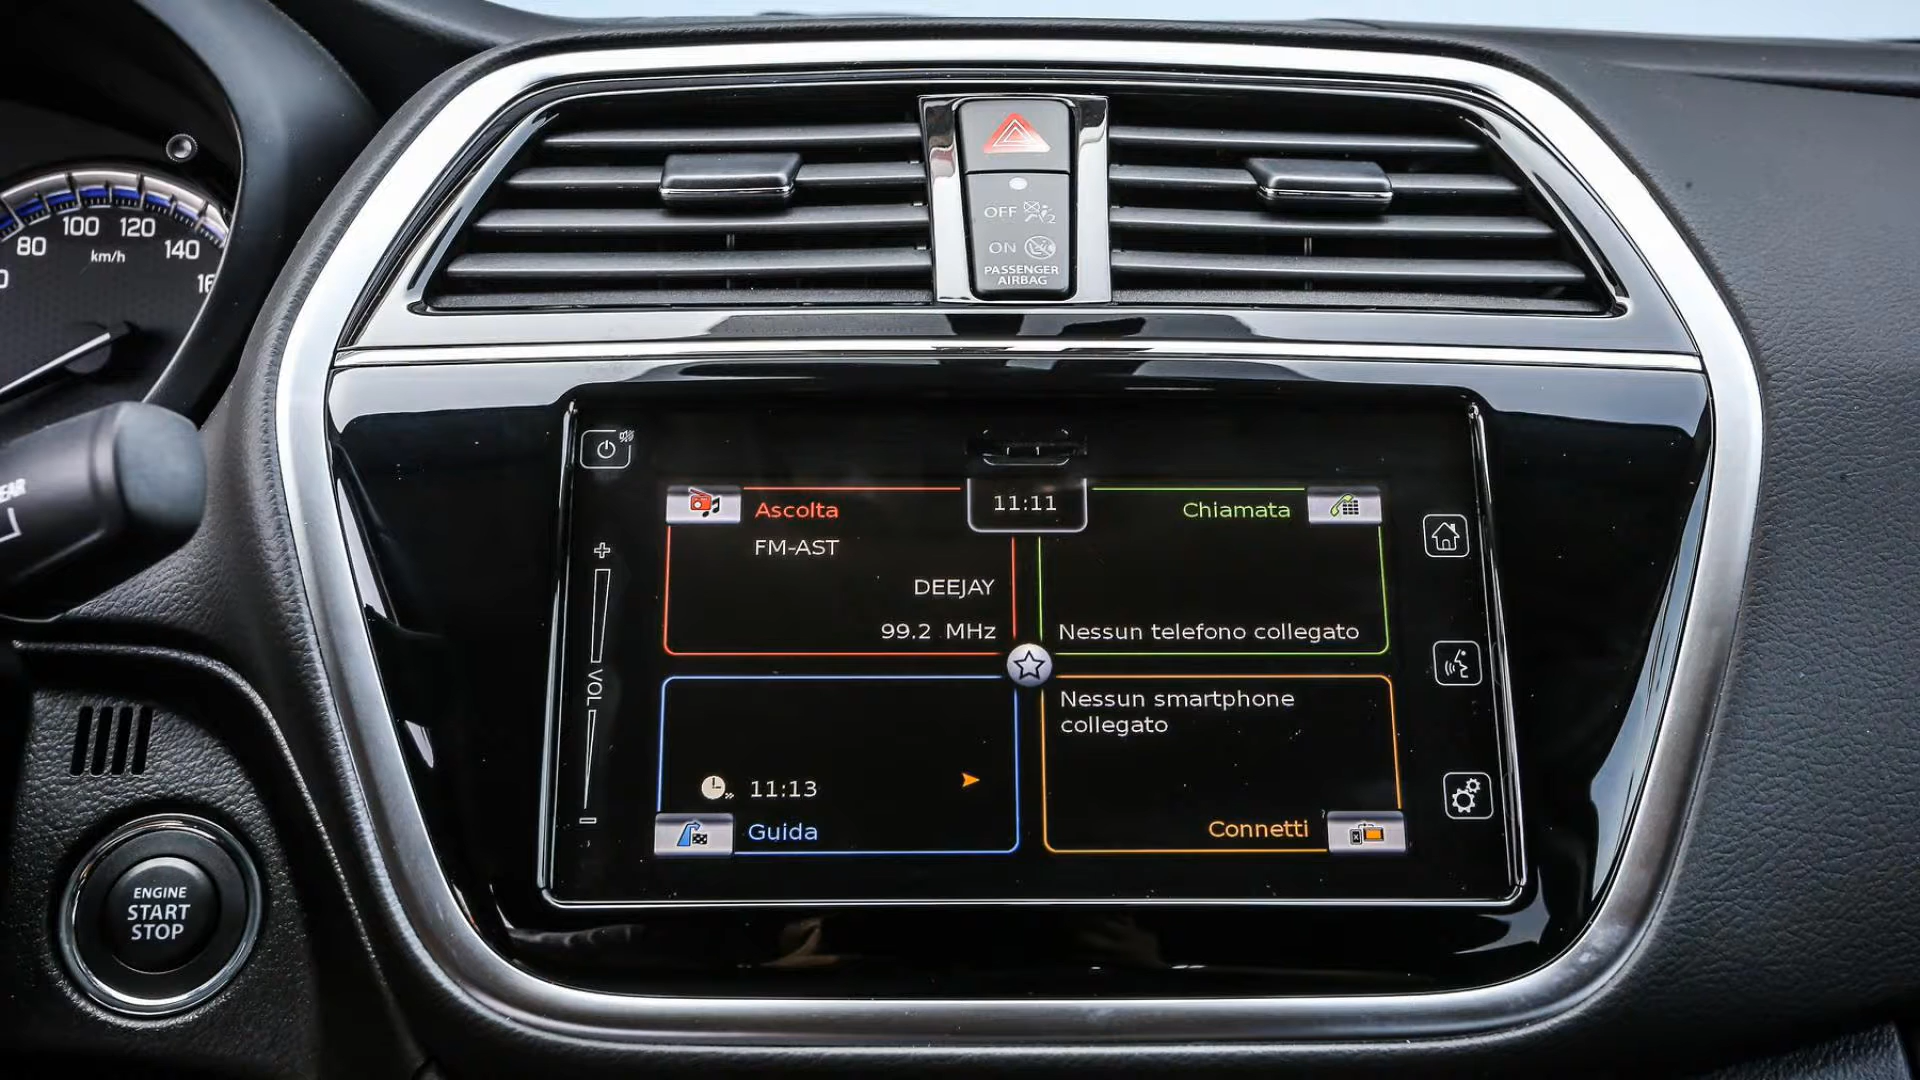 80
100
120
140
km/h
OFF
2
ON
PASSENGER
AIRBAG
Ascolta
11:11
Chiamata
FM-AST
DEEJAY
99.2 MHz
Nessun telefono collegato
VOL
Nessun smartphone
collegato
11:13
Guida
Connetti
ENGINE
START
STOP